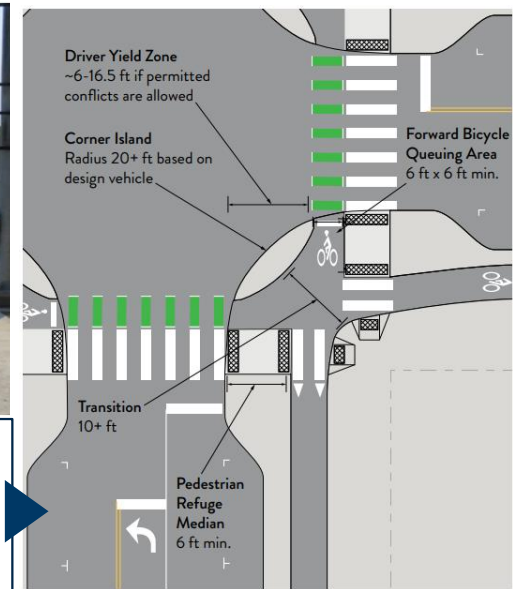 Driver Yield Zone
~6-16.5 ft if permitted
conflicts are allowed
Corner Island
Radius 20+ ft based on
design vehicle
Forward Bicycle
Queuing Area
6 ft x 6 ft min.
Transition
10+ ft
Pedestrian
Refuge
Median
6 ft min.